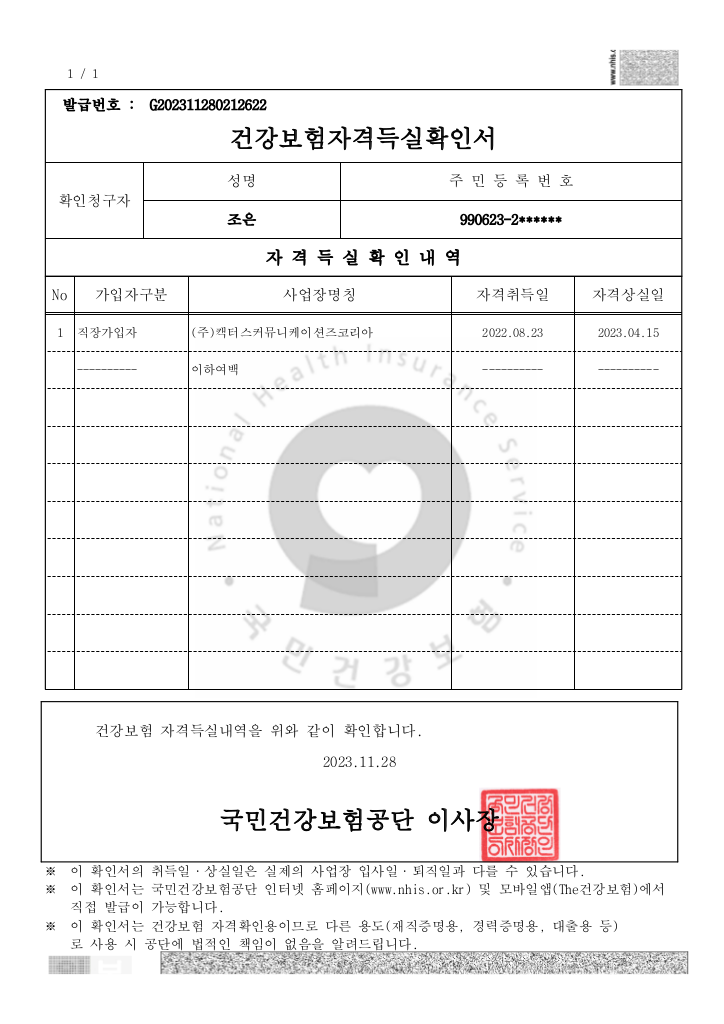 www.nhis.o
1 / 1
발급번호 : G202311280212622
건강보험자격득실확인서
확인청구자
성명
주 민 등 록 번 호
조은
990623-2******
자 격 득 실 확 인 내 역
No 가입자구분 사업장명칭 자격취득일 자격상실일
1 직장가입자 (주)캑터스커뮤니케이션즈코리아 2022.08.23 2023.04.15
---------- 이하여백 ---------- ----------
National Health Insurance Service
국민건강보험
건강보험 자격득실내역을 위와 같이 확인합니다.
2023.11.28
국민건강보험공단 이사장
※ 이 확인서의 취득일·상실일은 실제의 사업장 입사일·퇴직일과 다를 수 있습니다.
※ 이 확인서는 국민건강보험공단 인터넷 홈페이지(www.nhis.or.kr) 및 모바일앱(The건강보험)에서
직접 발급이 가능합니다.
※ 이 확인서는 건강보험 자격확인용이므로 다른 용도(재직증명용, 경력증명용, 대출용 등)
로 사용 시 공단에 법적인 책임이 없음을 알려드립니다.